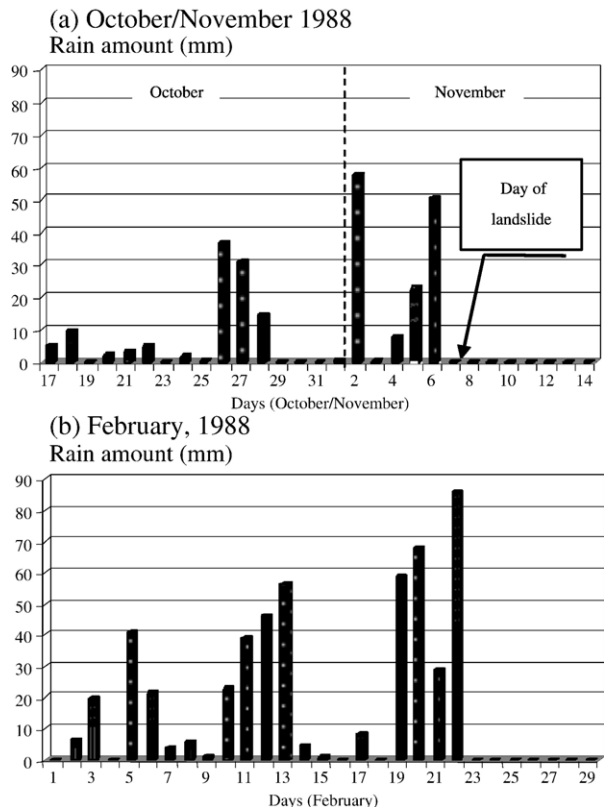 (a) October/November 1988
Rain amount (mm)
90
80
70
60
50
40
30
20
10
0
October
November
Day of
landslide
17 19 21 23 25 27 29 31 2 4 6 8 10 12 14
Days (October/November)
(b) February, 1988
Rain amount (mm)
90
80
70
60
50
40
30
20
10
0
1 3 5 7 9 11 13 15 17 19 21 23 25 27 29
Days (February)